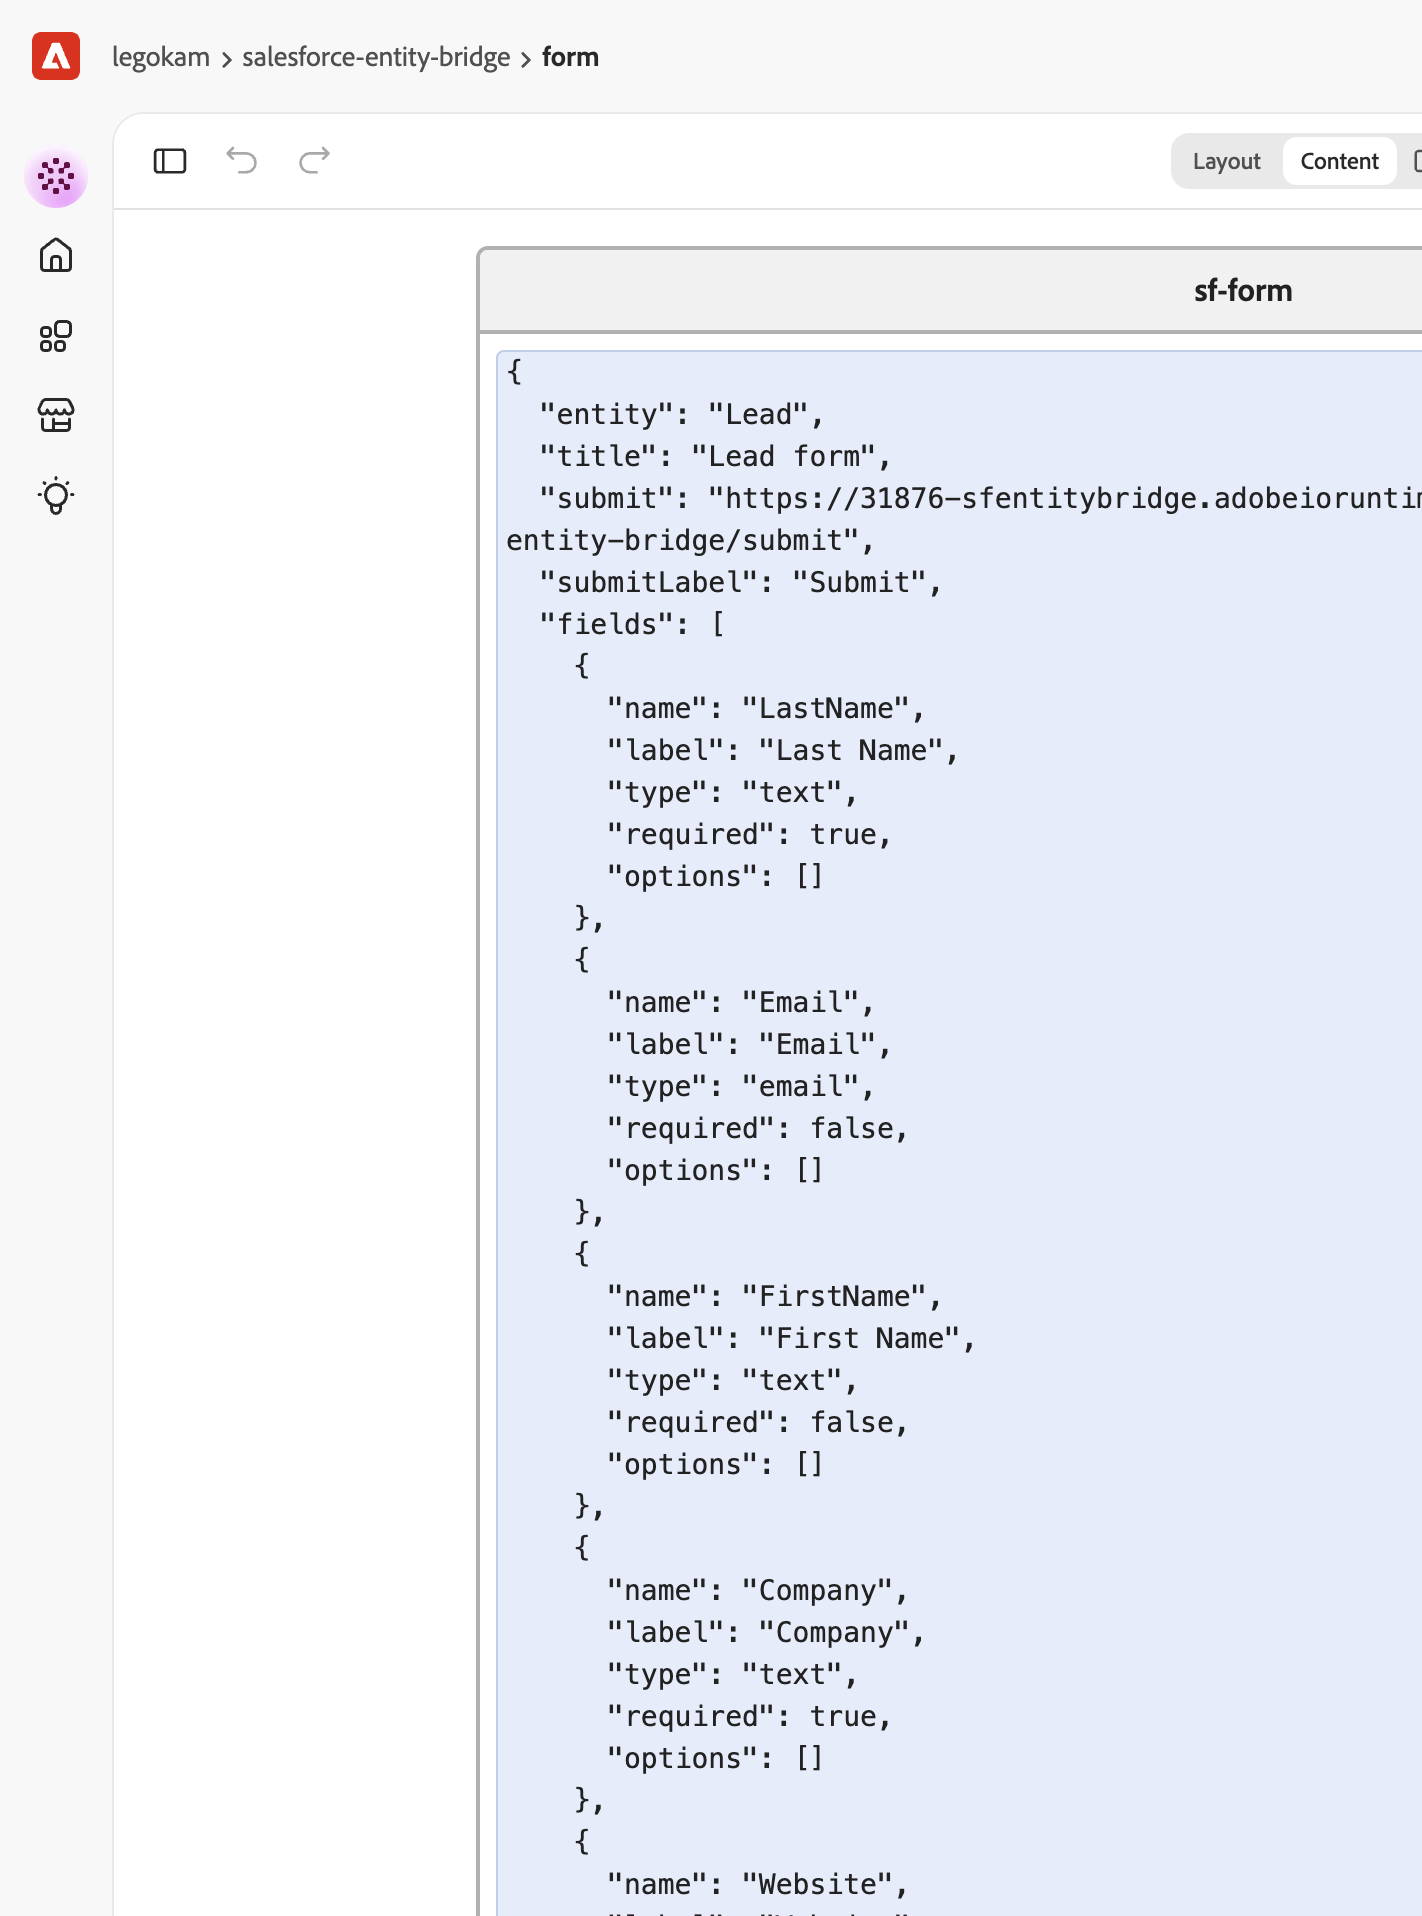 legokam > salesforce-entity-bridge > form
Layout Content
sf-form
{
  "entity": "Lead",
  "title": "Lead form",
  "submit": "https://31876-sfentitybridge.adobeiorunti
entity-bridge/submit",
  "submitLabel": "Submit",
  "fields": [
    {
      "name": "LastName",
      "label": "Last Name",
      "type": "text",
      "required": true,
      "options": []
    },
    {
      "name": "Email",
      "label": "Email",
      "type": "email",
      "required": false,
      "options": []
    },
    {
      "name": "FirstName",
      "label": "First Name",
      "type": "text",
      "required": false,
      "options": []
    },
    {
      "name": "Company",
      "label": "Company",
      "type": "text",
      "required": true,
      "options": []
    },
    {
      "name": "Website",